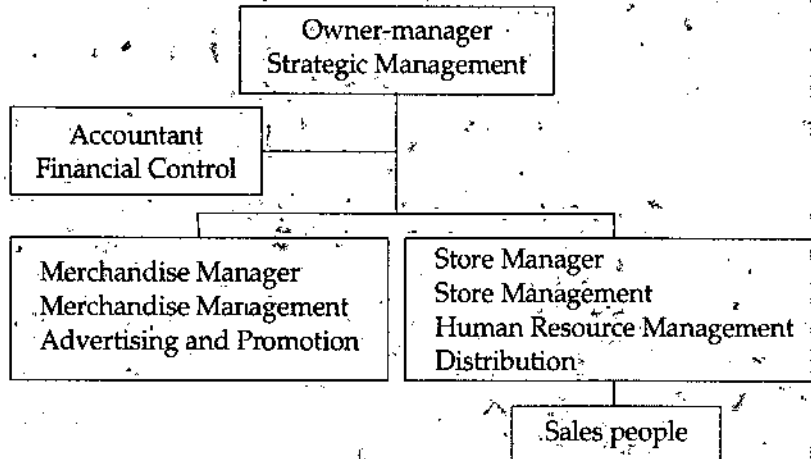 Owner-manager
Strategic Management
Accountant
Financial Control
Merchandise Manager
Merchandise Management
Advertising and Promotion
Store Manager
Store Management
Human Resource Management
Distribution
Sales people